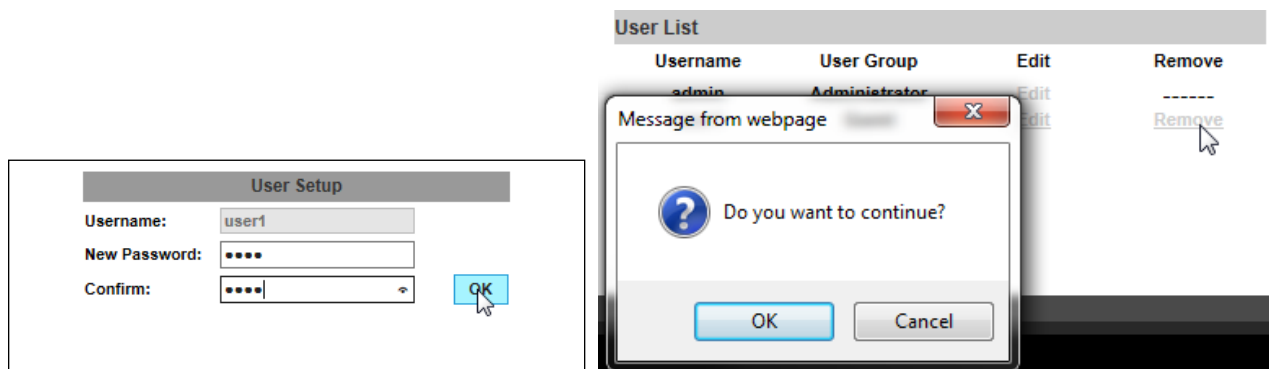 User Setup
Username: user1
New Password: ••••
Confirm: ••••
OK
User List
Username User Group Edit Remove
admin Administrator Edit ------
Edit Remove
Message from webpage
Do you want to continue?
OK Cancel